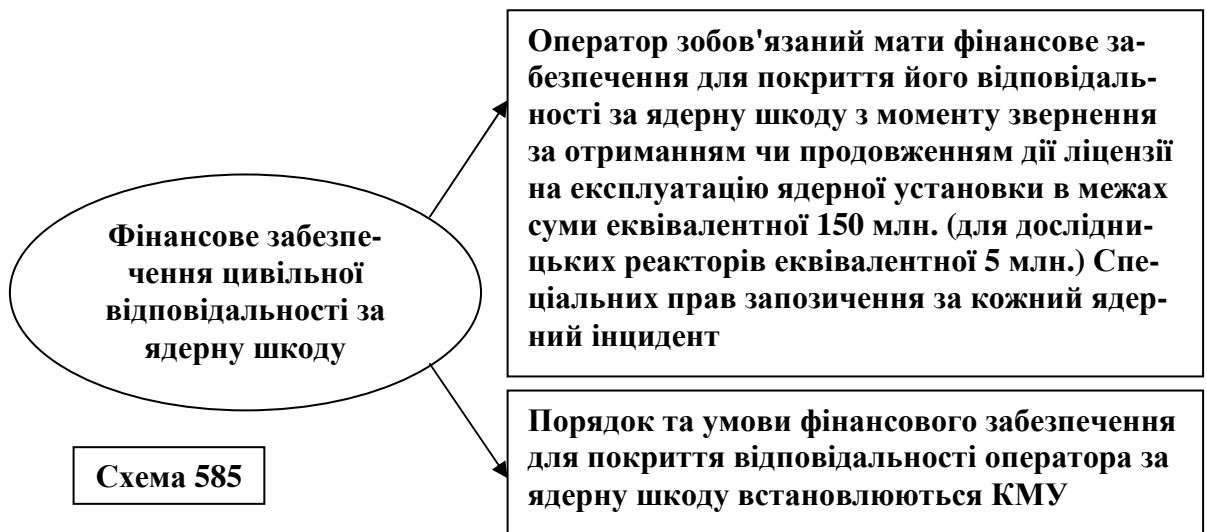 Фінансове забезпе-
чення цивільної
відповідальності за
ядерну шкоду
Оператор зобов'язаний мати фінансове за-
безпечення для покриття його відповідаль-
ності за ядерну шкоду з моменту звернення
за отриманням чи продовженням дії ліцензії
на експлуатацію ядерної установки в межах
суми еквівалентної 150 млн. (для дослідни-
цьких реакторів еквівалентної 5 млн.) Спе-
ціальних прав запозичення за кожний ядер-
ний інцидент
Порядок та умови фінансового забезпечення
для покриття відповідальності оператора за
ядерну шкоду встановлюються КМУ
Схема 585